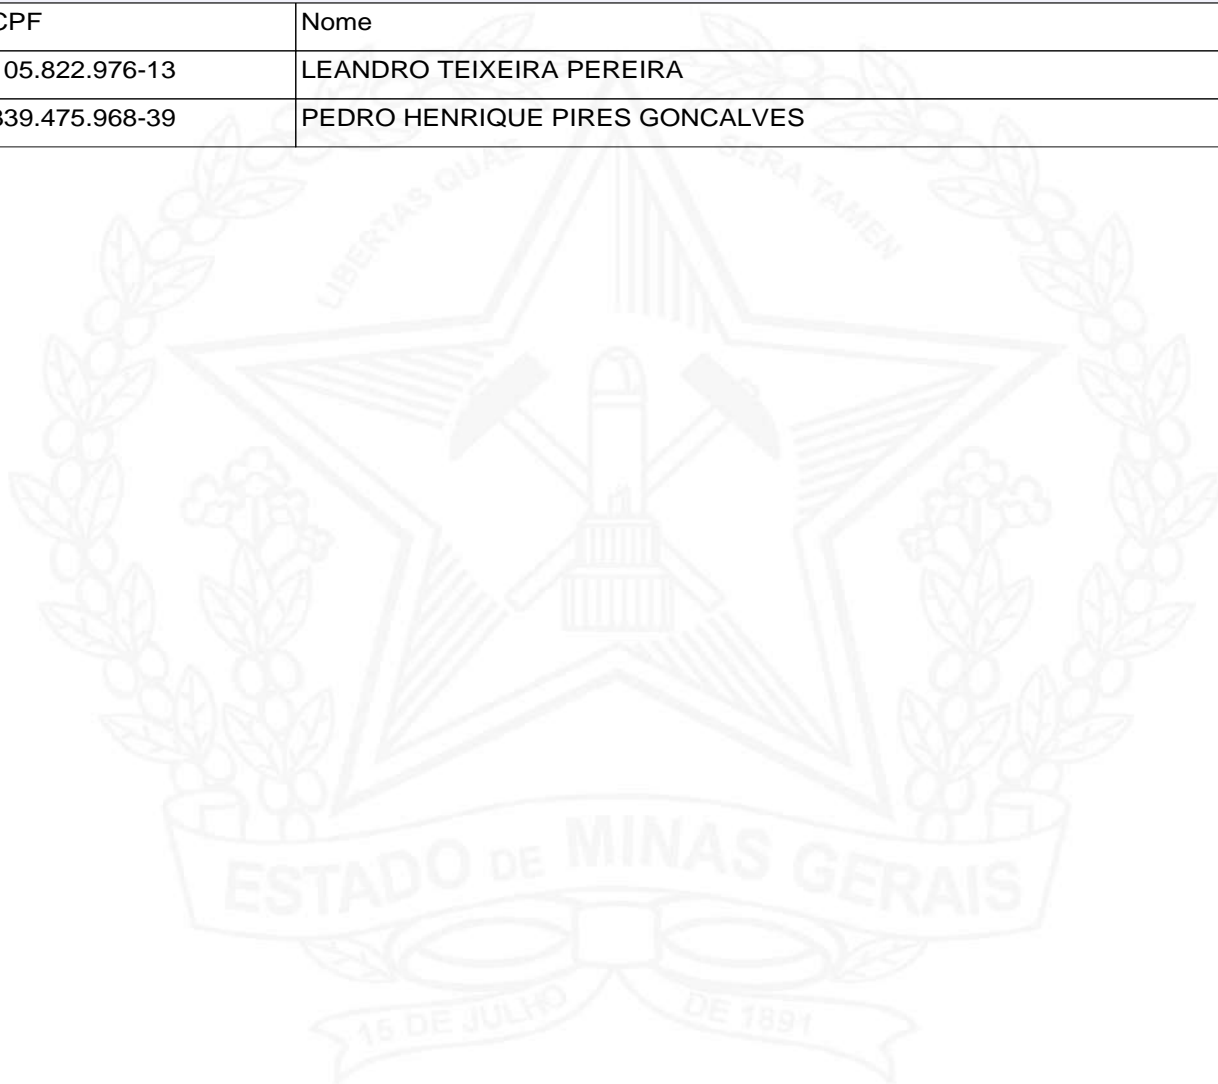 CPF Nome
05.822.976-13 LEANDRO TEIXEIRA PEREIRA
39.475.968-39 PEDRO HENRIQUE PIRES GONCALVES
LIBERTAS QUAE SERA TAMEN
ESTADO DE MINAS GERAIS
15 DE JULHO DE 1891